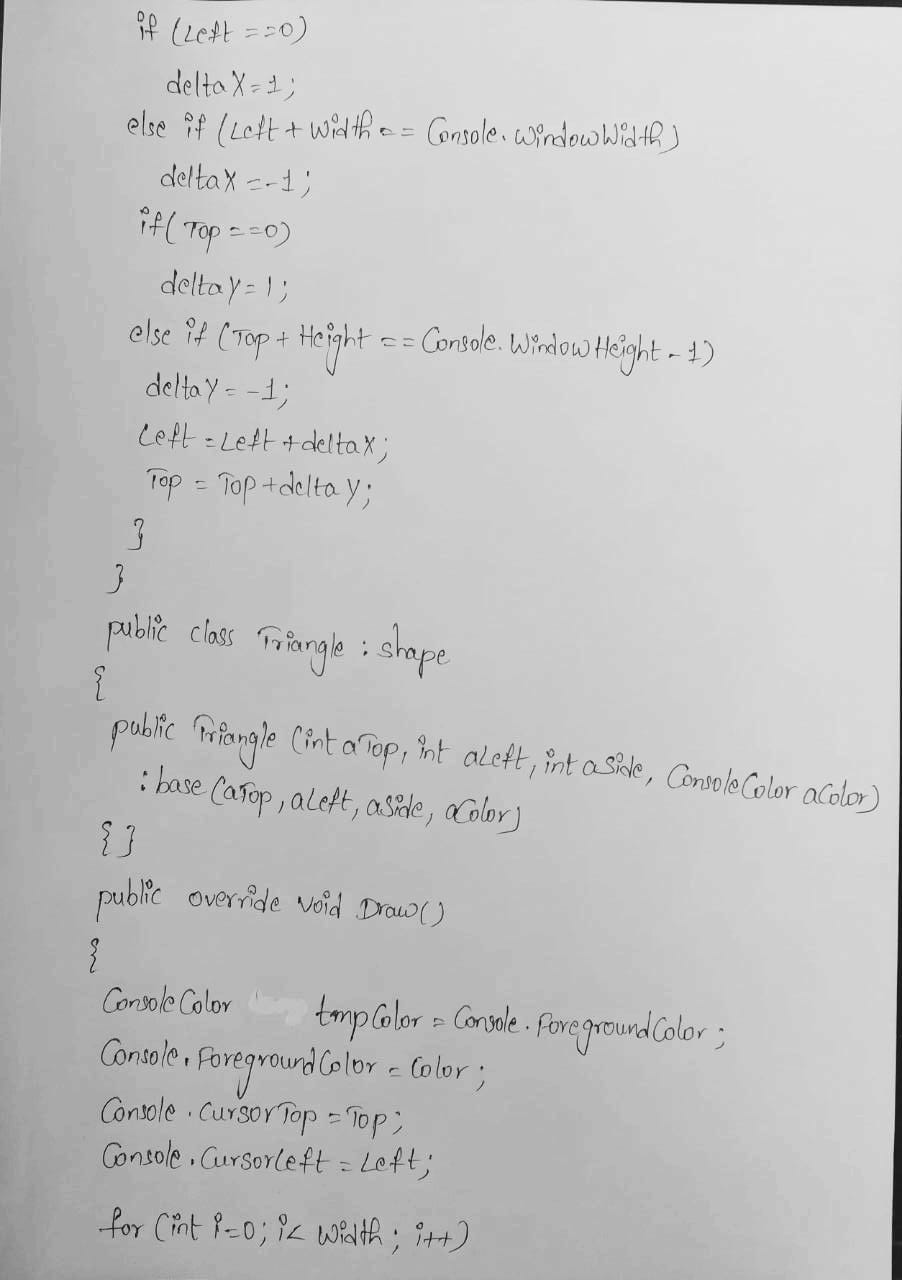 if (Left ==0)
deltaX=1;
else if (Left + Width == Console.WindowWidth)
deltaX =-1;
if( Top ==0)
deltaY=1;
else if (Top + Height == Console.WindowHeight - 1)
deltaY = -1;
Left = Left + deltaX;
Top = Top+deltaY;
}
}
public class Triangle : shape
{
public Triangle (int aTop, int aLeft, int aSide, ConsoleColor aColor)
: base (aTop, aLeft, aSide, aColor)
{ }
public override void Draw()
{
ConsoleColor tmpColor = Console.ForegroundColor;
Console.ForegroundColor = Color;
Console.CursorTop = Top;
Console.CursorLeft = Left;
for (int i=0; i< Width; i++)